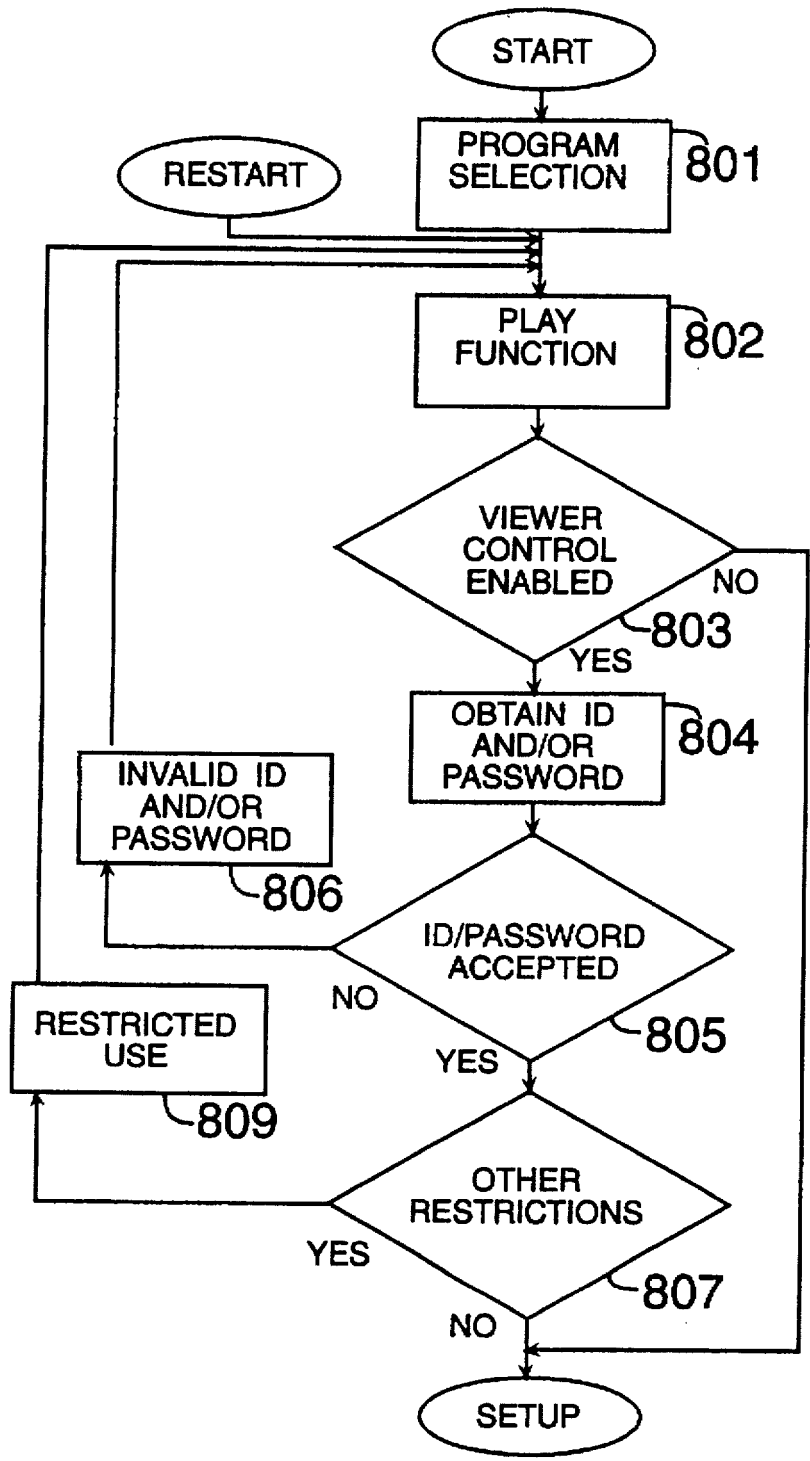 START
PROGRAM
SELECTION
801
RESTART
PLAY
FUNCTION
802
VIEWER
CONTROL
ENABLED
NO
803
YES
OBTAIN ID
AND/OR
PASSWORD
804
INVALID ID
AND/OR
PASSWORD
806
ID/PASSWORD
ACCEPTED
NO
805
YES
RESTRICTED
USE
809
OTHER
RESTRICTIONS
YES
807
NO
SETUP